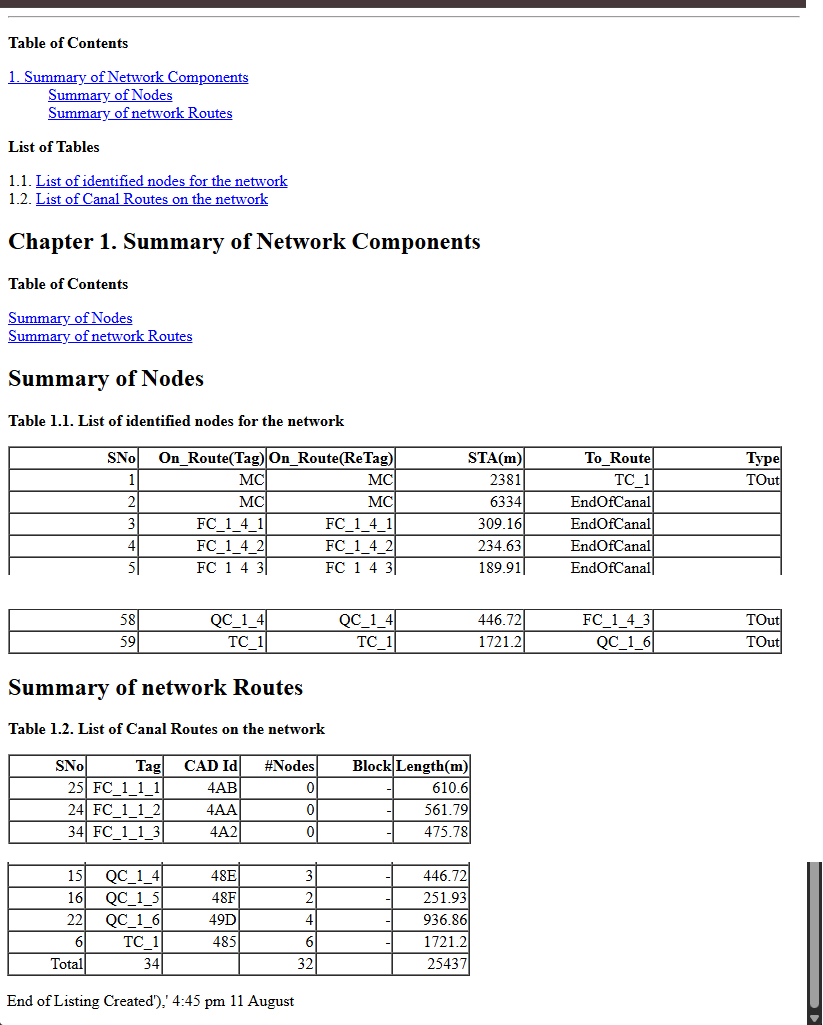 Table of Contents
1. Summary of Network Components
Summary of Nodes
Summary of network Routes
List of Tables
1.1. List of identified nodes for the network
1.2. List of Canal Routes on the network
Chapter 1. Summary of Network Components
Table of Contents
Summary of Nodes
Summary of network Routes
Summary of Nodes
Table 1.1. List of identified nodes for the network
SNo On_Route(Tag) On_Route(ReTag) STA(m) To_Route Type
1 MC MC 2381 TC_1 TOut
2 MC MC 6334 EndOfCanal
3 FC_1_4_1 FC_1_4_1 309.16 EndOfCanal
4 FC_1_4_2 FC_1_4_2 234.63 EndOfCanal
5 FC_1_4_3 FC_1_4_3 189.91 EndOfCanal
58 QC_1_4 QC_1_4 446.72 FC_1_4_3 TOut
59 TC_1 TC_1 1721.2 QC_1_6 TOut
Summary of network Routes
Table 1.2. List of Canal Routes on the network
SNo Tag CAD Id #Nodes Block Length(m)
25 FC_1_1_1 4AB 0 - 610.6
24 FC_1_1_2 4AA 0 - 561.79
34 FC_1_1_3 4A2 0 - 475.78
15 QC_1_4 48E 3 - 446.72
16 QC_1_5 48F 2 - 251.93
22 QC_1_6 49D 4 - 936.86
6 TC_1 485 6 - 1721.2
Total 34 32 25437
End of Listing Created'),' 4:45 pm 11 August